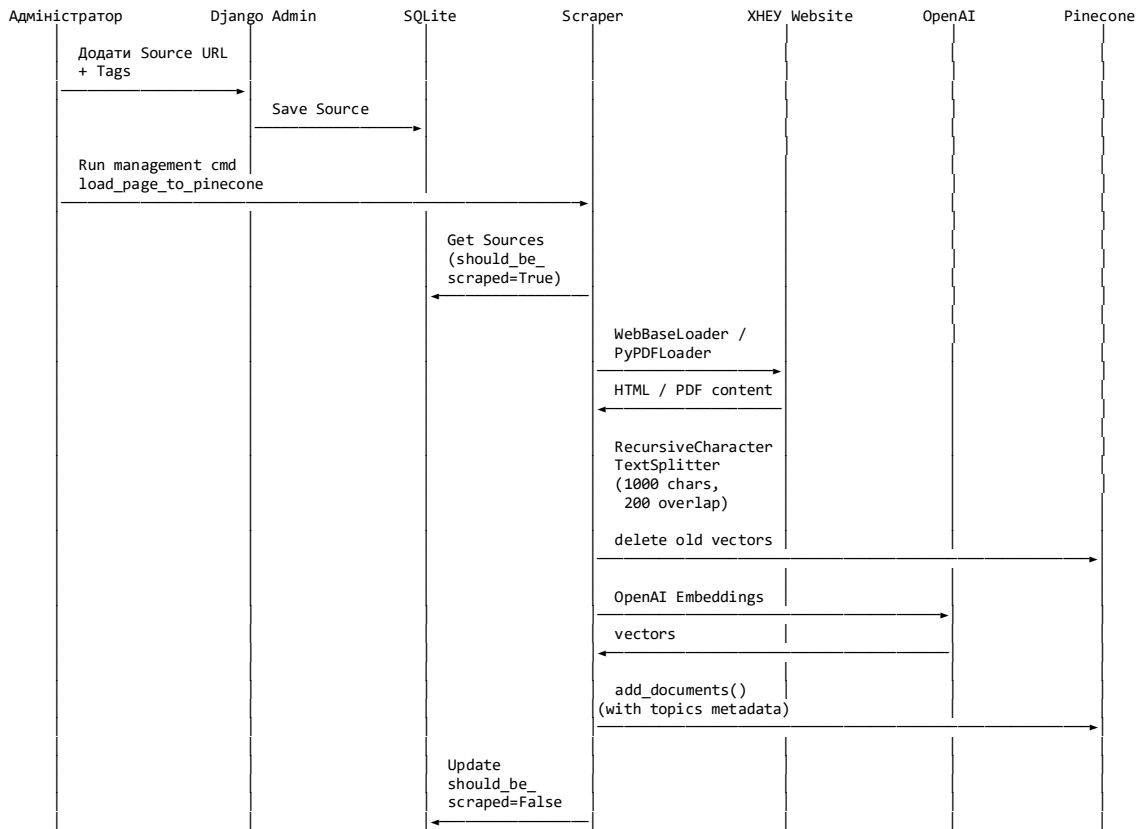 Адміністратор Django Admin SQLite Scraper ХНЕУ Website OpenAI Pinecone
Додати Source URL
+ Tags
Save Source
Run management cmd
load_page_to_pinecone
Get Sources
(should_be_
scraped=True)
WebBaseLoader /
PyPDFLoader
HTML / PDF content
RecursiveCharacter
TextSplitter
(1000 chars,
200 overlap)
delete old vectors
OpenAI Embeddings
vectors
add_documents()
(with topics metadata)
Update
should_be_
scraped=False